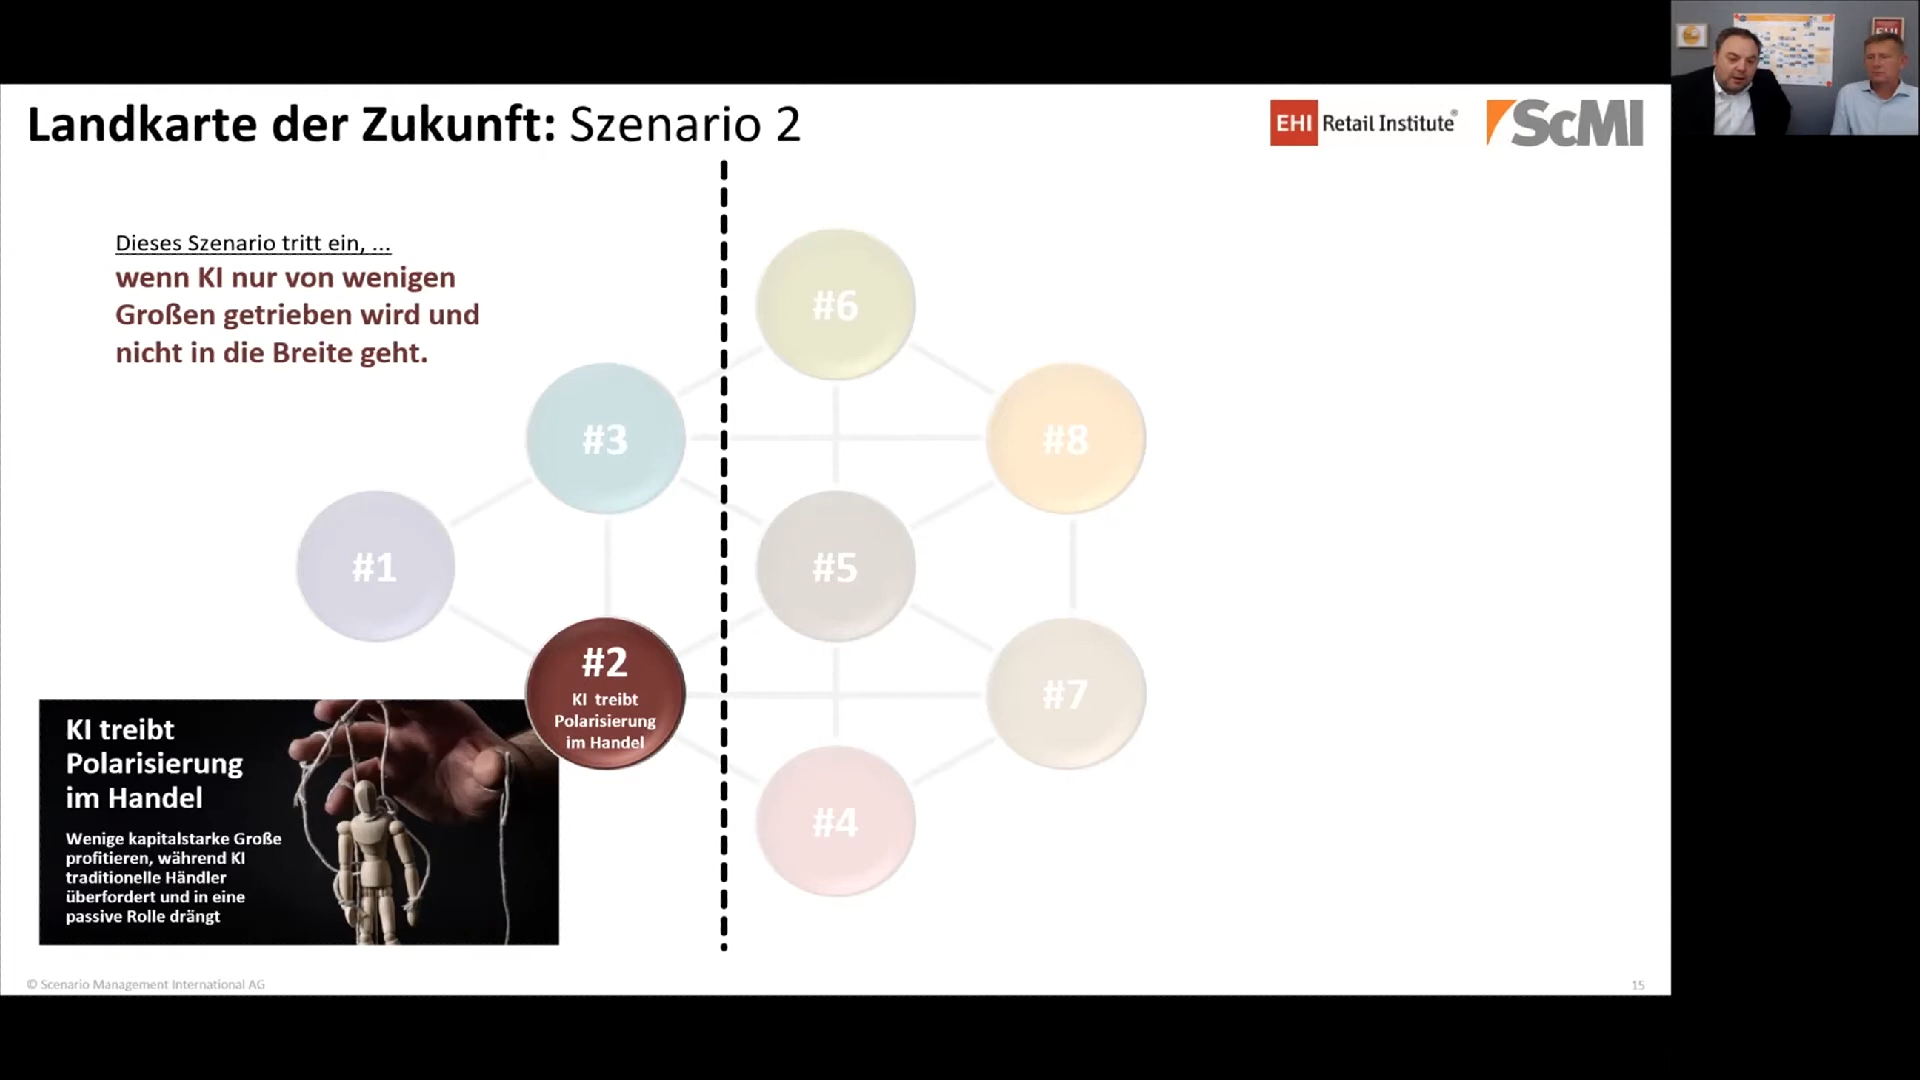 Landkarte der Zukunft: Szenario 2
EHI Retail Institute®
ScMI
EHI
Dieses Szenario tritt ein, ...
wenn KI nur von wenigen
Großen getrieben wird und
nicht in die Breite geht.
#6
#3
#8
#1
#5
#2
KI treibt
Polarisierung
im Handel
#7
#4
KI treibt
Polarisierung
im Handel
Wenige kapitalstarke Große
profitieren, während KI
traditionelle Händler
überfordert und in eine
passive Rolle drängt
© Scenario Management International AG
15